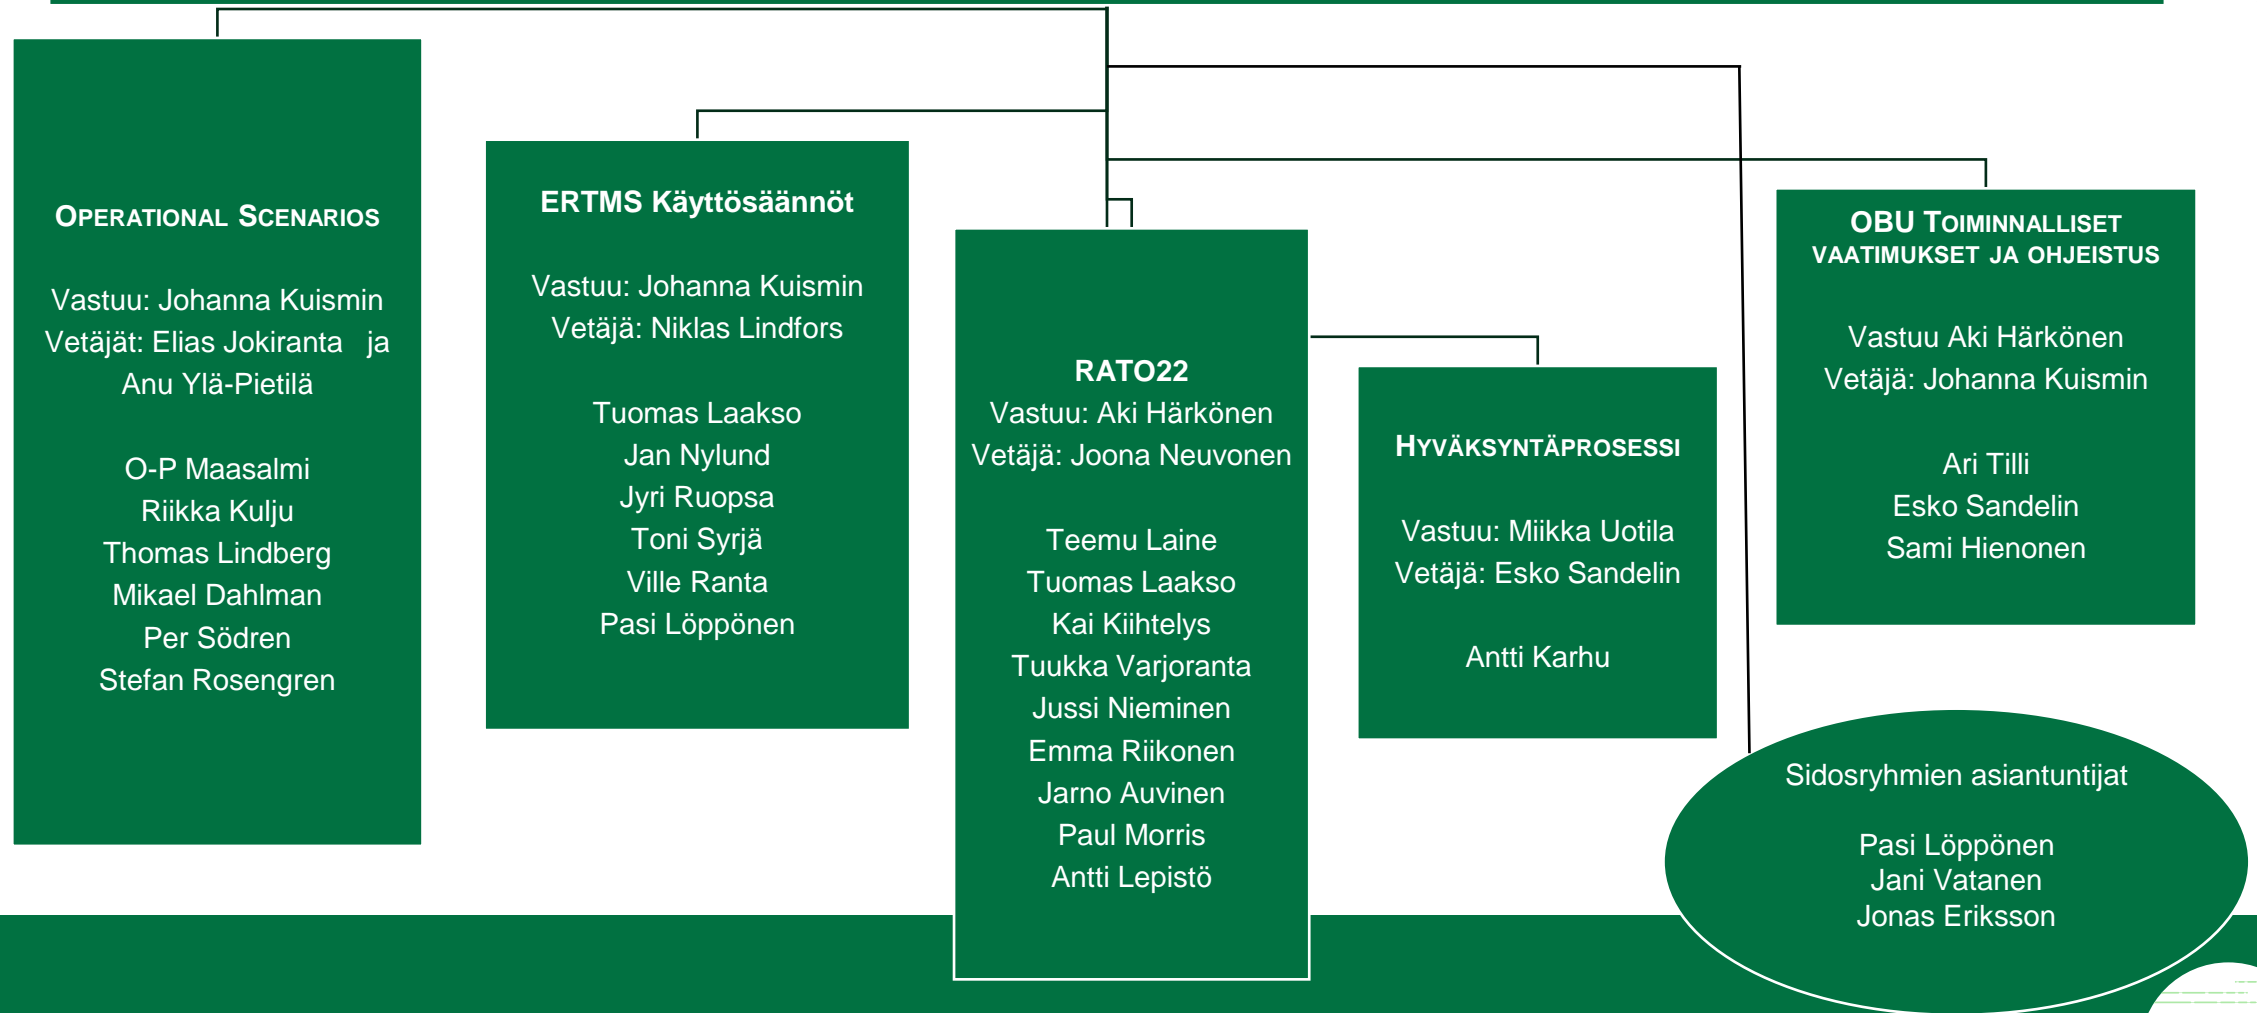 OPERATIONAL SCENARIOS
Vastuu: Johanna Kuismin
Vetäjät: Elias Jokiranta ja
Anu Ylä-Pietilä
O-P Maasalmi
Riikka Kulju
Thomas Lindberg
Mikael Dahlman
Per Södren
Stefan Rosengren
ERTMS Käyttösäännöt
Vastuu: Johanna Kuismin
Vetäjä: Niklas Lindfors
Tuomas Laakso
Jan Nylund
Jyri Ruopsa
Toni Syrjä
Ville Ranta
Pasi Löppönen
RATO22
Vastuu: Aki Härkönen
Vetäjä: Joona Neuvonen
Teemu Laine
Tuomas Laakso
Kai Kiihtelys
Tuukka Varjoranta
Jussi Nieminen
Emma Riikonen
Jarno Auvinen
Paul Morris
Antti Lepistö
HYVÄKSYNTÄPROSESSI
Vastuu: Miikka Uotila
Vetäjä: Esko Sandelin
Antti Karhu
OBU TOIMINNALLISET
VAATIMUKSET JA OHJEISTUS
Vastuu Aki Härkönen
Vetäjä: Johanna Kuismin
Ari Tilli
Esko Sandelin
Sami Hienonen
Sidosryhmien asiantuntijat
Pasi Löppönen
Jani Vatanen
Jonas Eriksson